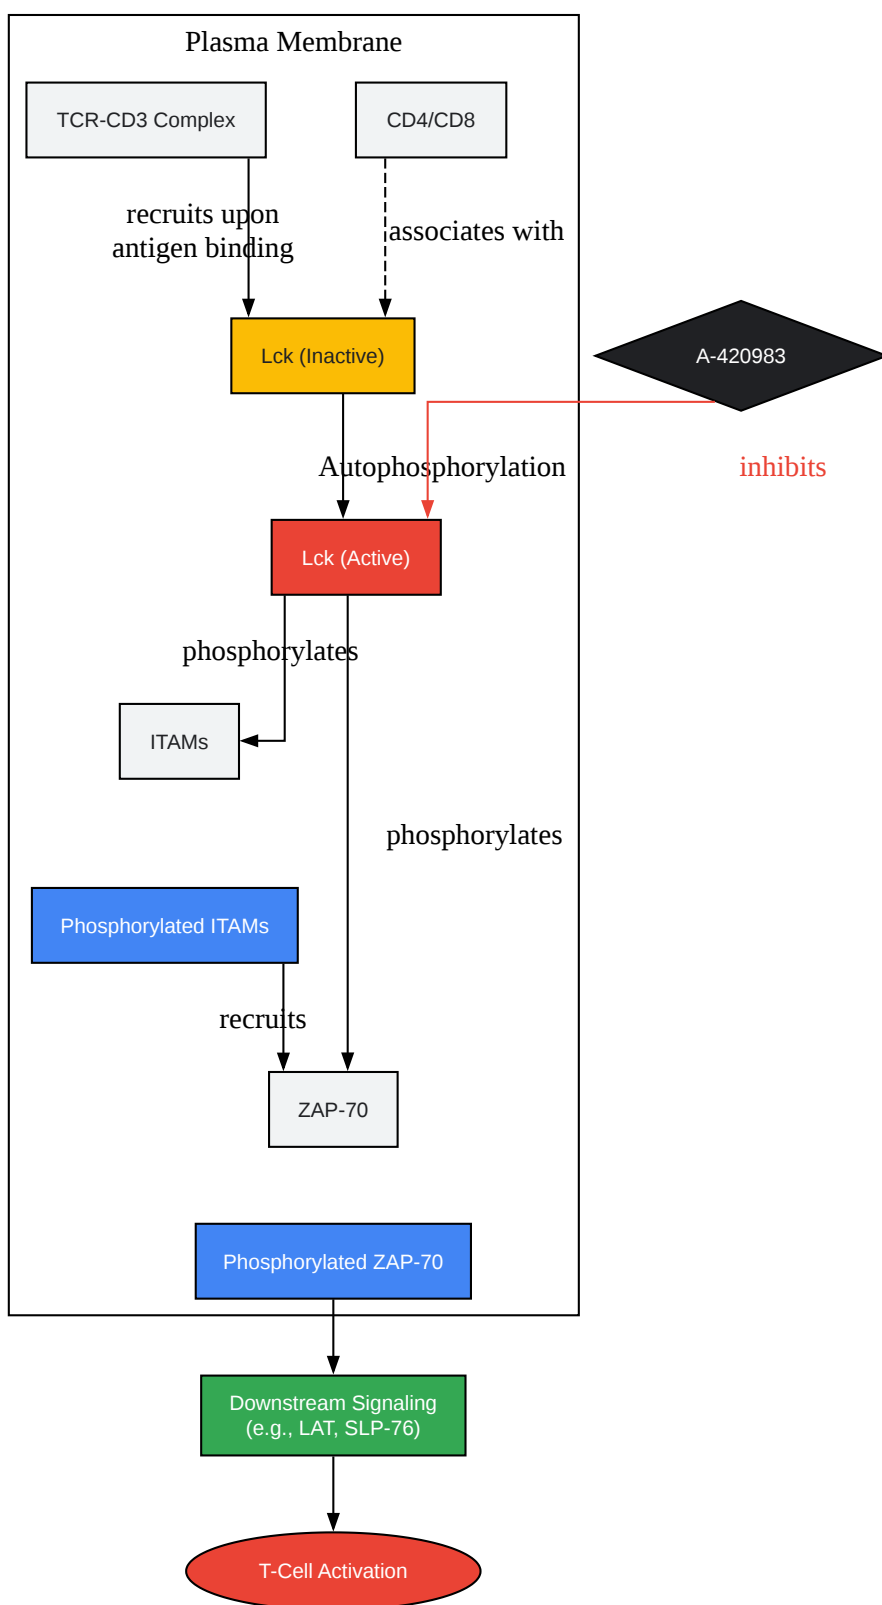 Plasma Membrane
TCR-CD3 Complex
CD4/CD8
recruits upon
antigen binding
associates with
Lck (Inactive)
A-420983
Autophosphorylation
inhibits
Lck (Active)
phosphorylates
ITAMs
phosphorylates
Phosphorylated ITAMs
recruits
ZAP-70
Phosphorylated ZAP-70
Downstream Signaling
(e.g., LAT, SLP-76)
T-Cell Activation